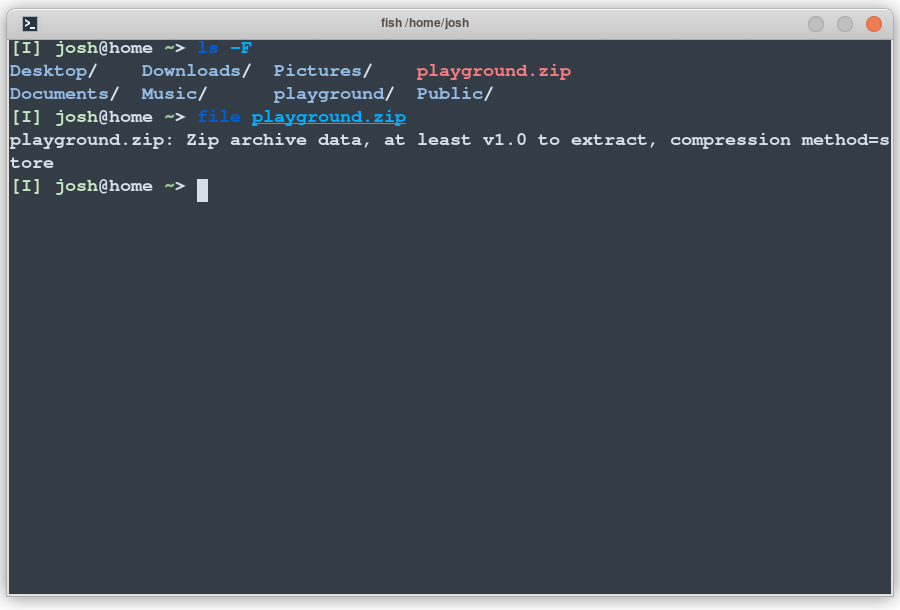 fish /home/josh
[I] josh@home ~> ls -F
Desktop/    Downloads/  Pictures/    playground.zip
Documents/  Music/      playground/  Public/
[I] josh@home ~> file playground.zip
playground.zip: Zip archive data, at least v1.0 to extract, compression method=s
tore
[I] josh@home ~>